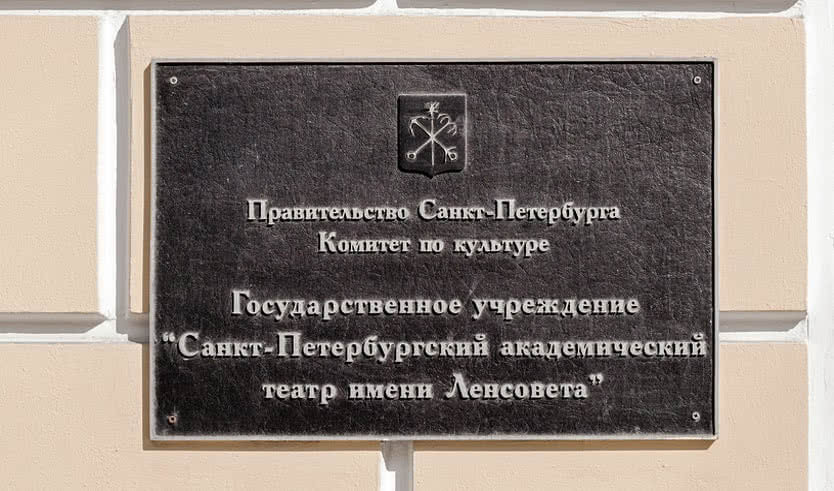 Правительство Санкт-Петербурга
Комитет по культуре
Государственное учреждение
“Санкт-Петербургский академический
театр имени Ленсовета”